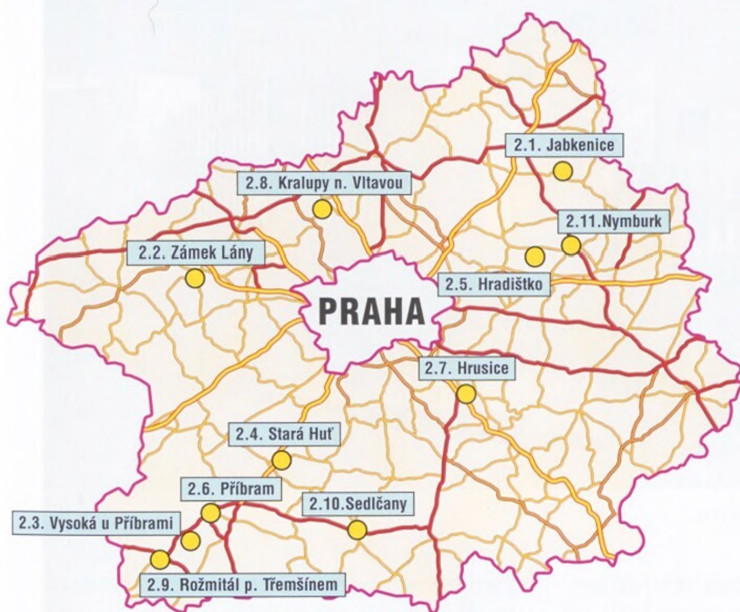 2.1. Jabkenice
2.8. Kralupy n. Vltavou
2.11.Nymburk
2.2. Zámek Lány
2.5. Hradištko
PRAHA
2.7. Hrusice
2.4. Stará Huť
2.6. Příbram
2.10.Sedlčany
2.3. Vysoká u Příbrami
2.9. Rožmitál p. Třemšínem